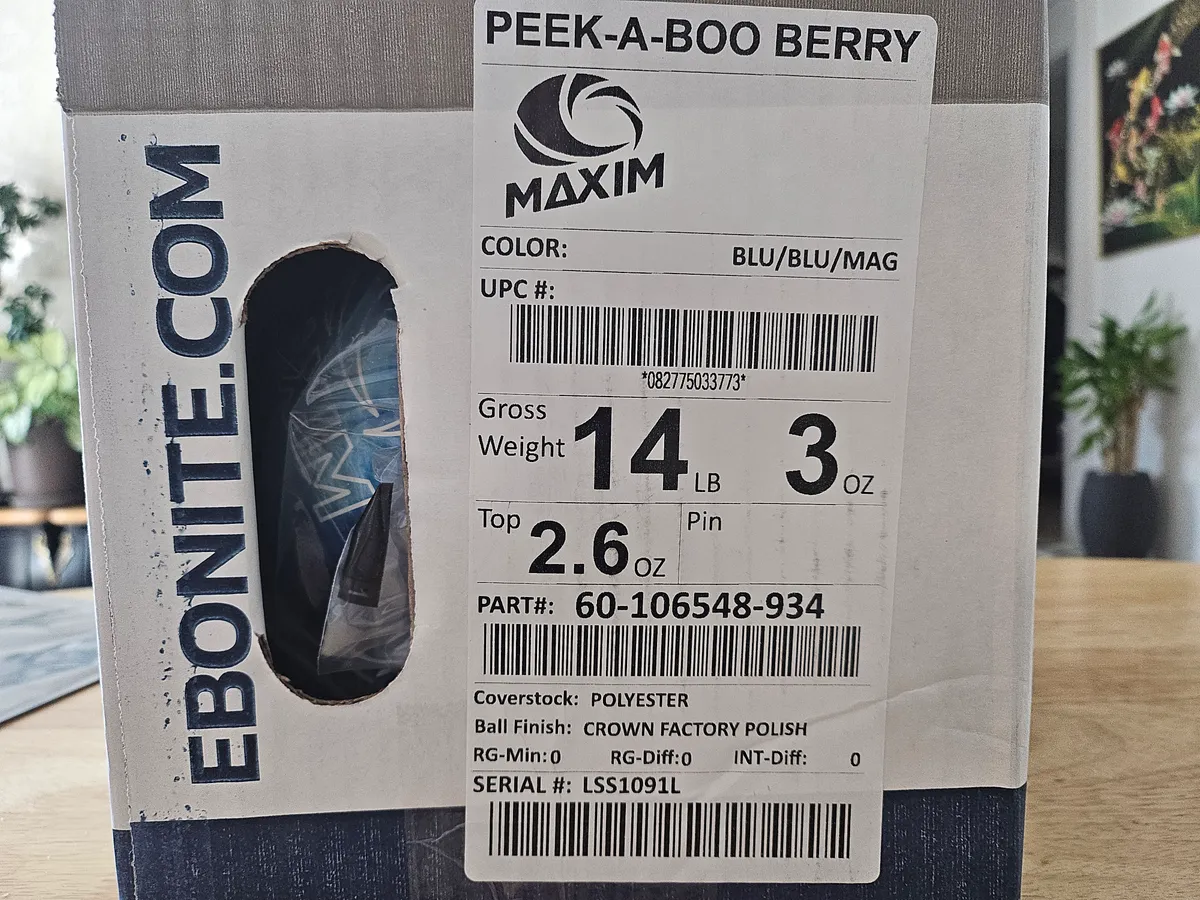 PEEK-A-BOO BERRY
MAXIM
COLOR: BLU/BLU/MAG
UPC #:
*082775033773*
Gross Weight 14 LB 3 OZ
Top 2.6 OZ Pin
PART#: 60-106548-934
Coverstock: POLYESTER
Ball Finish: CROWN FACTORY POLISH
RG-Min: 0 RG-Diff: 0 INT-Diff: 0
SERIAL #: LSS1091L
EBONITE.COM